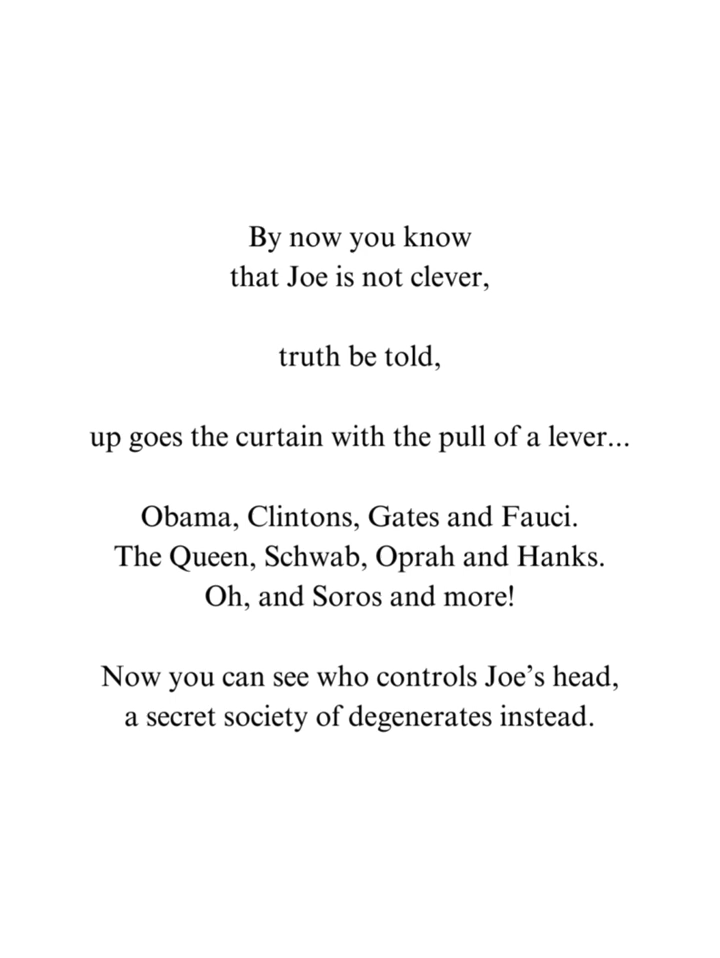 By now you know
that Joe is not clever,
truth be told,
up goes the curtain with the pull of a lever...
Obama, Clintons, Gates and Fauci.
The Queen, Schwab, Oprah and Hanks.
Oh, and Soros and more!
Now you can see who controls Joe’s head,
a secret society of degenerates instead.